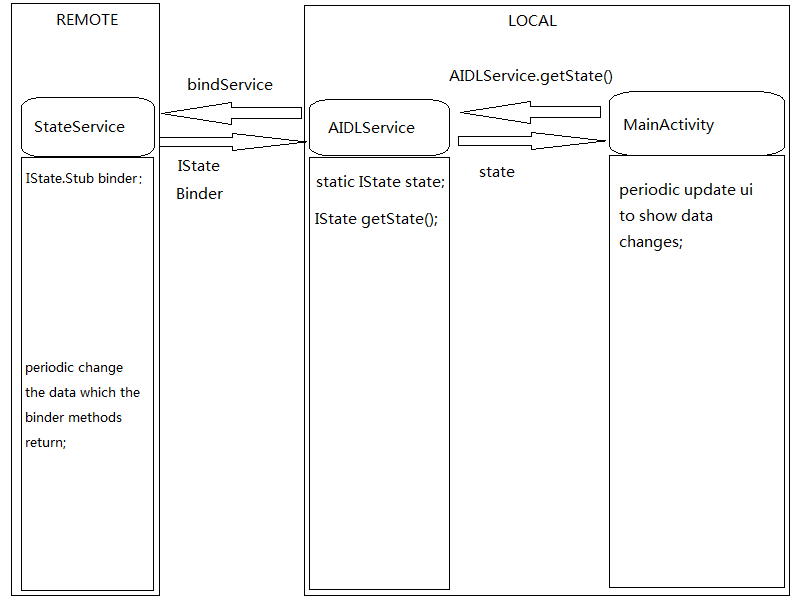 REMOTE
LOCAL
bindService
AIDLService.getState()
StateService
AIDLService
MainActivity
IState
Binder
state
IState.Stub binder;
static IState state;
IState getState();
periodic update ui
to show data
changes;
periodic change
the data which the
binder methods
return;